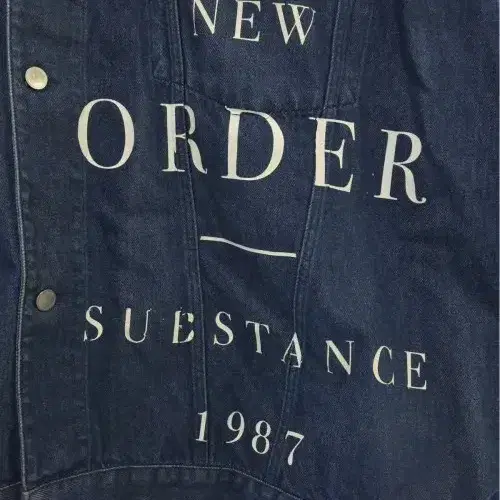 NEW
ORDER
SUBSTANCE
1987